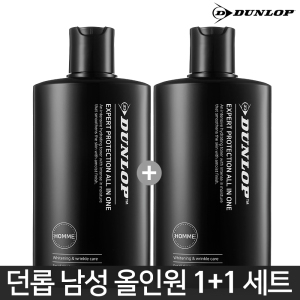 DUNLOP
DUNLOP
EXPERT PROTECTION ALL IN ONE
HOMME
Whitening & wrinkle care
+
DUNLOP
EXPERT PROTECTION ALL IN ONE
HOMME
Whitening & wrinkle care
던롭 남성 올인원 1+1 세트